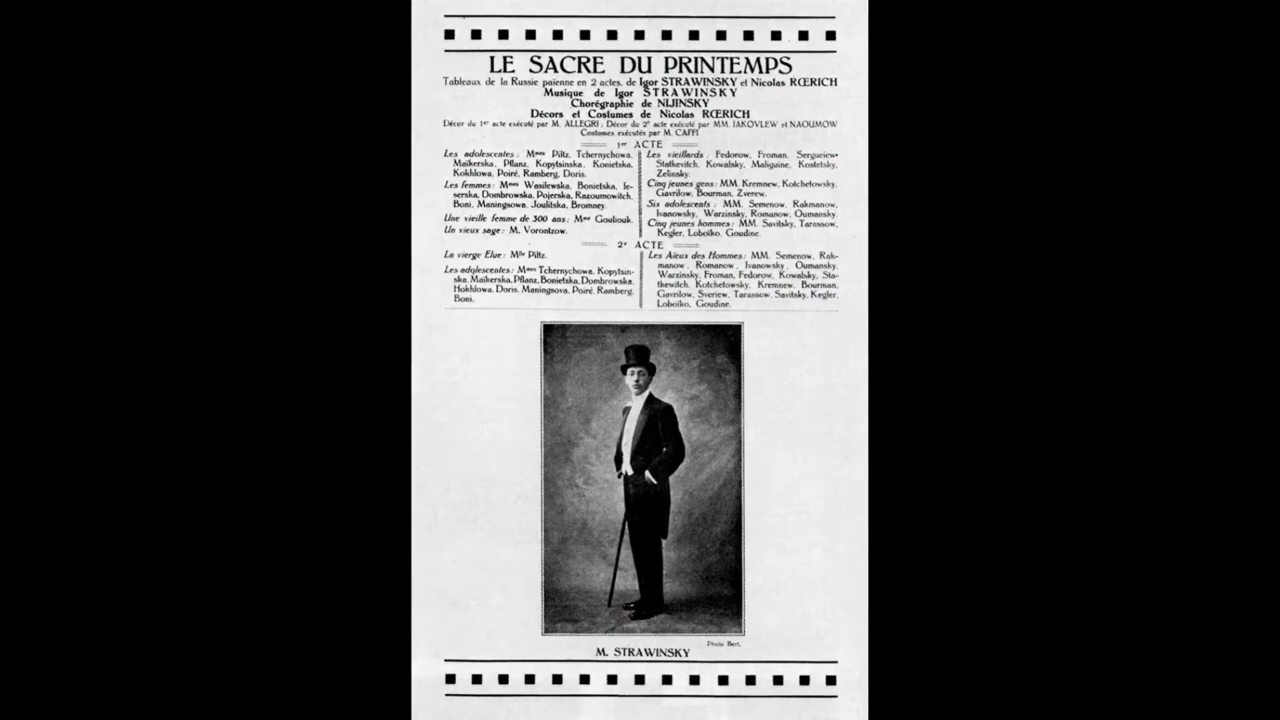 LE SACRE DU PRINTEMPS
Tableaux de la Russie païenne en 2 actes, de Igor STRAWINSKY et Nicolas RŒRICH
Musique de Igor STRAWINSKY
Chorégraphie de NIJINSKY
Décors et Costumes de Nicolas RŒRICH
Décor du 1er acte exécuté par M. ALLEGRI; Décor du 2e acte exécuté par MM. IAKOVLEW et NAOUMOW
Costumes exécutés par M. CAFFI
1er ACTE
Les adolescentes : Mmes Piltz, Tchernychowa,
Maïkerska, Pflanz, Kopytsinska, Konietska,
Kokhlowa, Poiré, Ramberg, Doris.
Les femmes : Mmes Wasilewska, Bonietska, Ie-
serska, Dombrowska, Pojerska, Razoumowitch,
Boni, Maningsowa, Joulitska, Bromney.
Une vieille femme de 300 ans : Mme Gouliouk.
Un vieux sage : M. Vorontzow.
Les vieillards : Fedorow, Froman, Sergueiew,
Statkevitch, Kowalsky, Maliguine, Kostetsky,
Zelinsky.
Cinq jeunes gens : MM. Kremnew, Kotchetowsky,
Gavrilow, Bourman, Zverew.
Six adolescents : MM. Semenow, Rakmanow,
Ivanowsky, Warzinsky, Romanow, Oumansky.
Cinq jeunes hommes : MM. Savitsky, Tarassow,
Kegler, Loboïko, Goudine.
2e ACTE
La vierge Elue : Mlle Piltz.
Les adolescentes : Mmes Tchernychowa, Kopytsin-
ska, Maïkerska, Pflanz, Bonietska, Dombrowska,
Hokhlowa, Doris, Maningsova, Poiré, Ramberg,
Boni.
Les Aïeux des Hommes : MM. Semenow, Rak-
manow, Romanow, Ivanowsky, Oumansky,
Warzinsky, Froman, Fedorow, Kowalsky, Sta-
tkewitch, Kotchetowsky, Kremnew, Bourman,
Gavrilow, Sveriew, Tarassow, Savitsky, Kegler,
Loboïko, Goudine.
Photo Bert.
M. STRAWINSKY